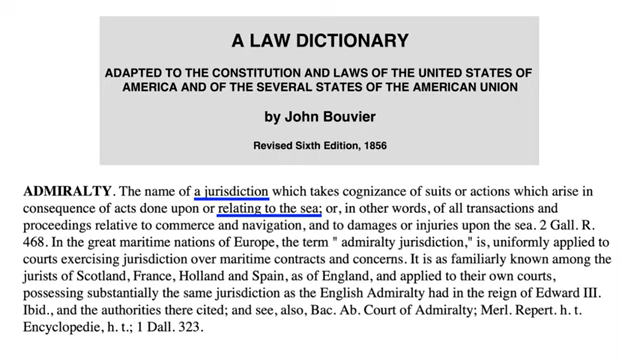 A LAW DICTIONARY
ADAPTED TO THE CONSTITUTION AND LAWS OF THE UNITED STATES OF
AMERICA AND OF THE SEVERAL STATES OF THE AMERICAN UNION
by John Bouvier
Revised Sixth Edition, 1856
ADMIRALTY. The name of a jurisdiction which takes cognizance of suits or actions which arise in
consequence of acts done upon or relating to the sea; or, in other words, of all transactions and
proceedings relative to commerce and navigation, and to damages or injuries upon the sea. 2 Gall. R.
468. In the great maritime nations of Europe, the term " admiralty jurisdiction," is, uniformly applied to
courts exercising jurisdiction over maritime contracts and concerns. It is as familiarly known among the
jurists of Scotland, France, Holland and Spain, as of England, and applied to their own courts,
possessing substantially the same jurisdiction as the English Admiralty had in the reign of Edward III.
Ibid., and the authorities there cited; and see, also, Bac. Ab. Court of Admiralty; Merl. Repert. h. t.
Encyclopedie, h. t.; 1 Dall. 323.